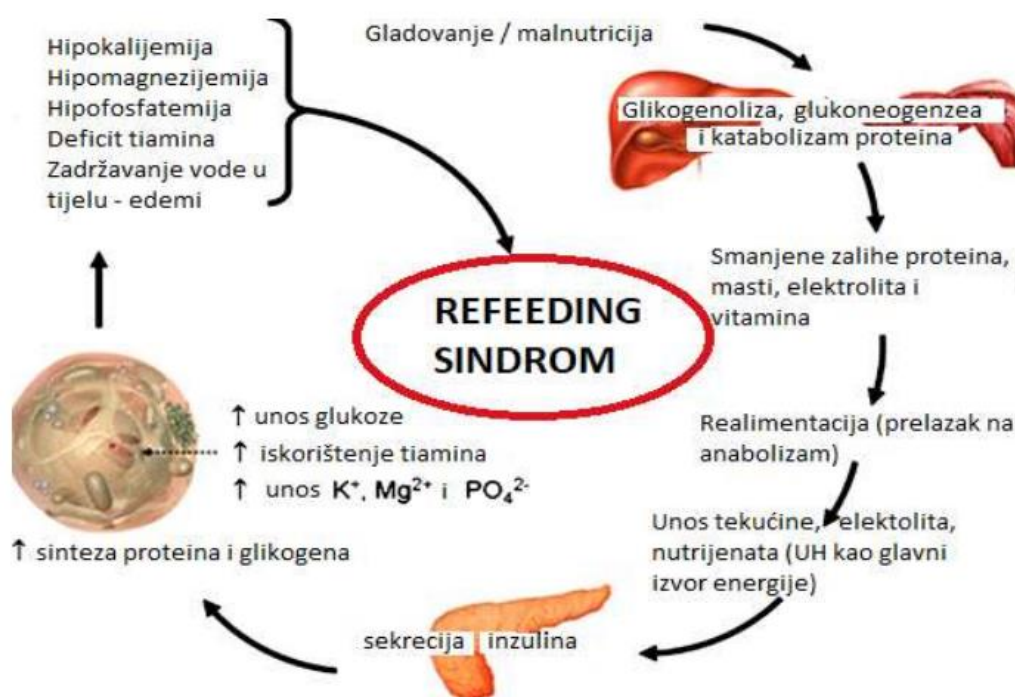 Gladovanje / malnutricija
Glikogenoliza, glukoneogenzea
i katabolizam proteina
Smanjene zalihe proteina,
masti, elektrolita i
vitamina
Realimentacija (prelazak na
anabolizam)
Unos tekućine, elektolita,
nutrijenata (UH kao glavni
izvor energije)
sekrecija inzulina
↑ unos glukoze
↑ iskorištenje tiamina
↑ unos K⁺, Mg²⁺ i PO₄²⁻
↑ sinteza proteina i glikogena
Hipokalijemija
Hipomagnezijemija
Hipofosfatemija
Deficit tiamina
Zadržavanje vode u
tijelu - edemi
REFEEDING
SINDROM